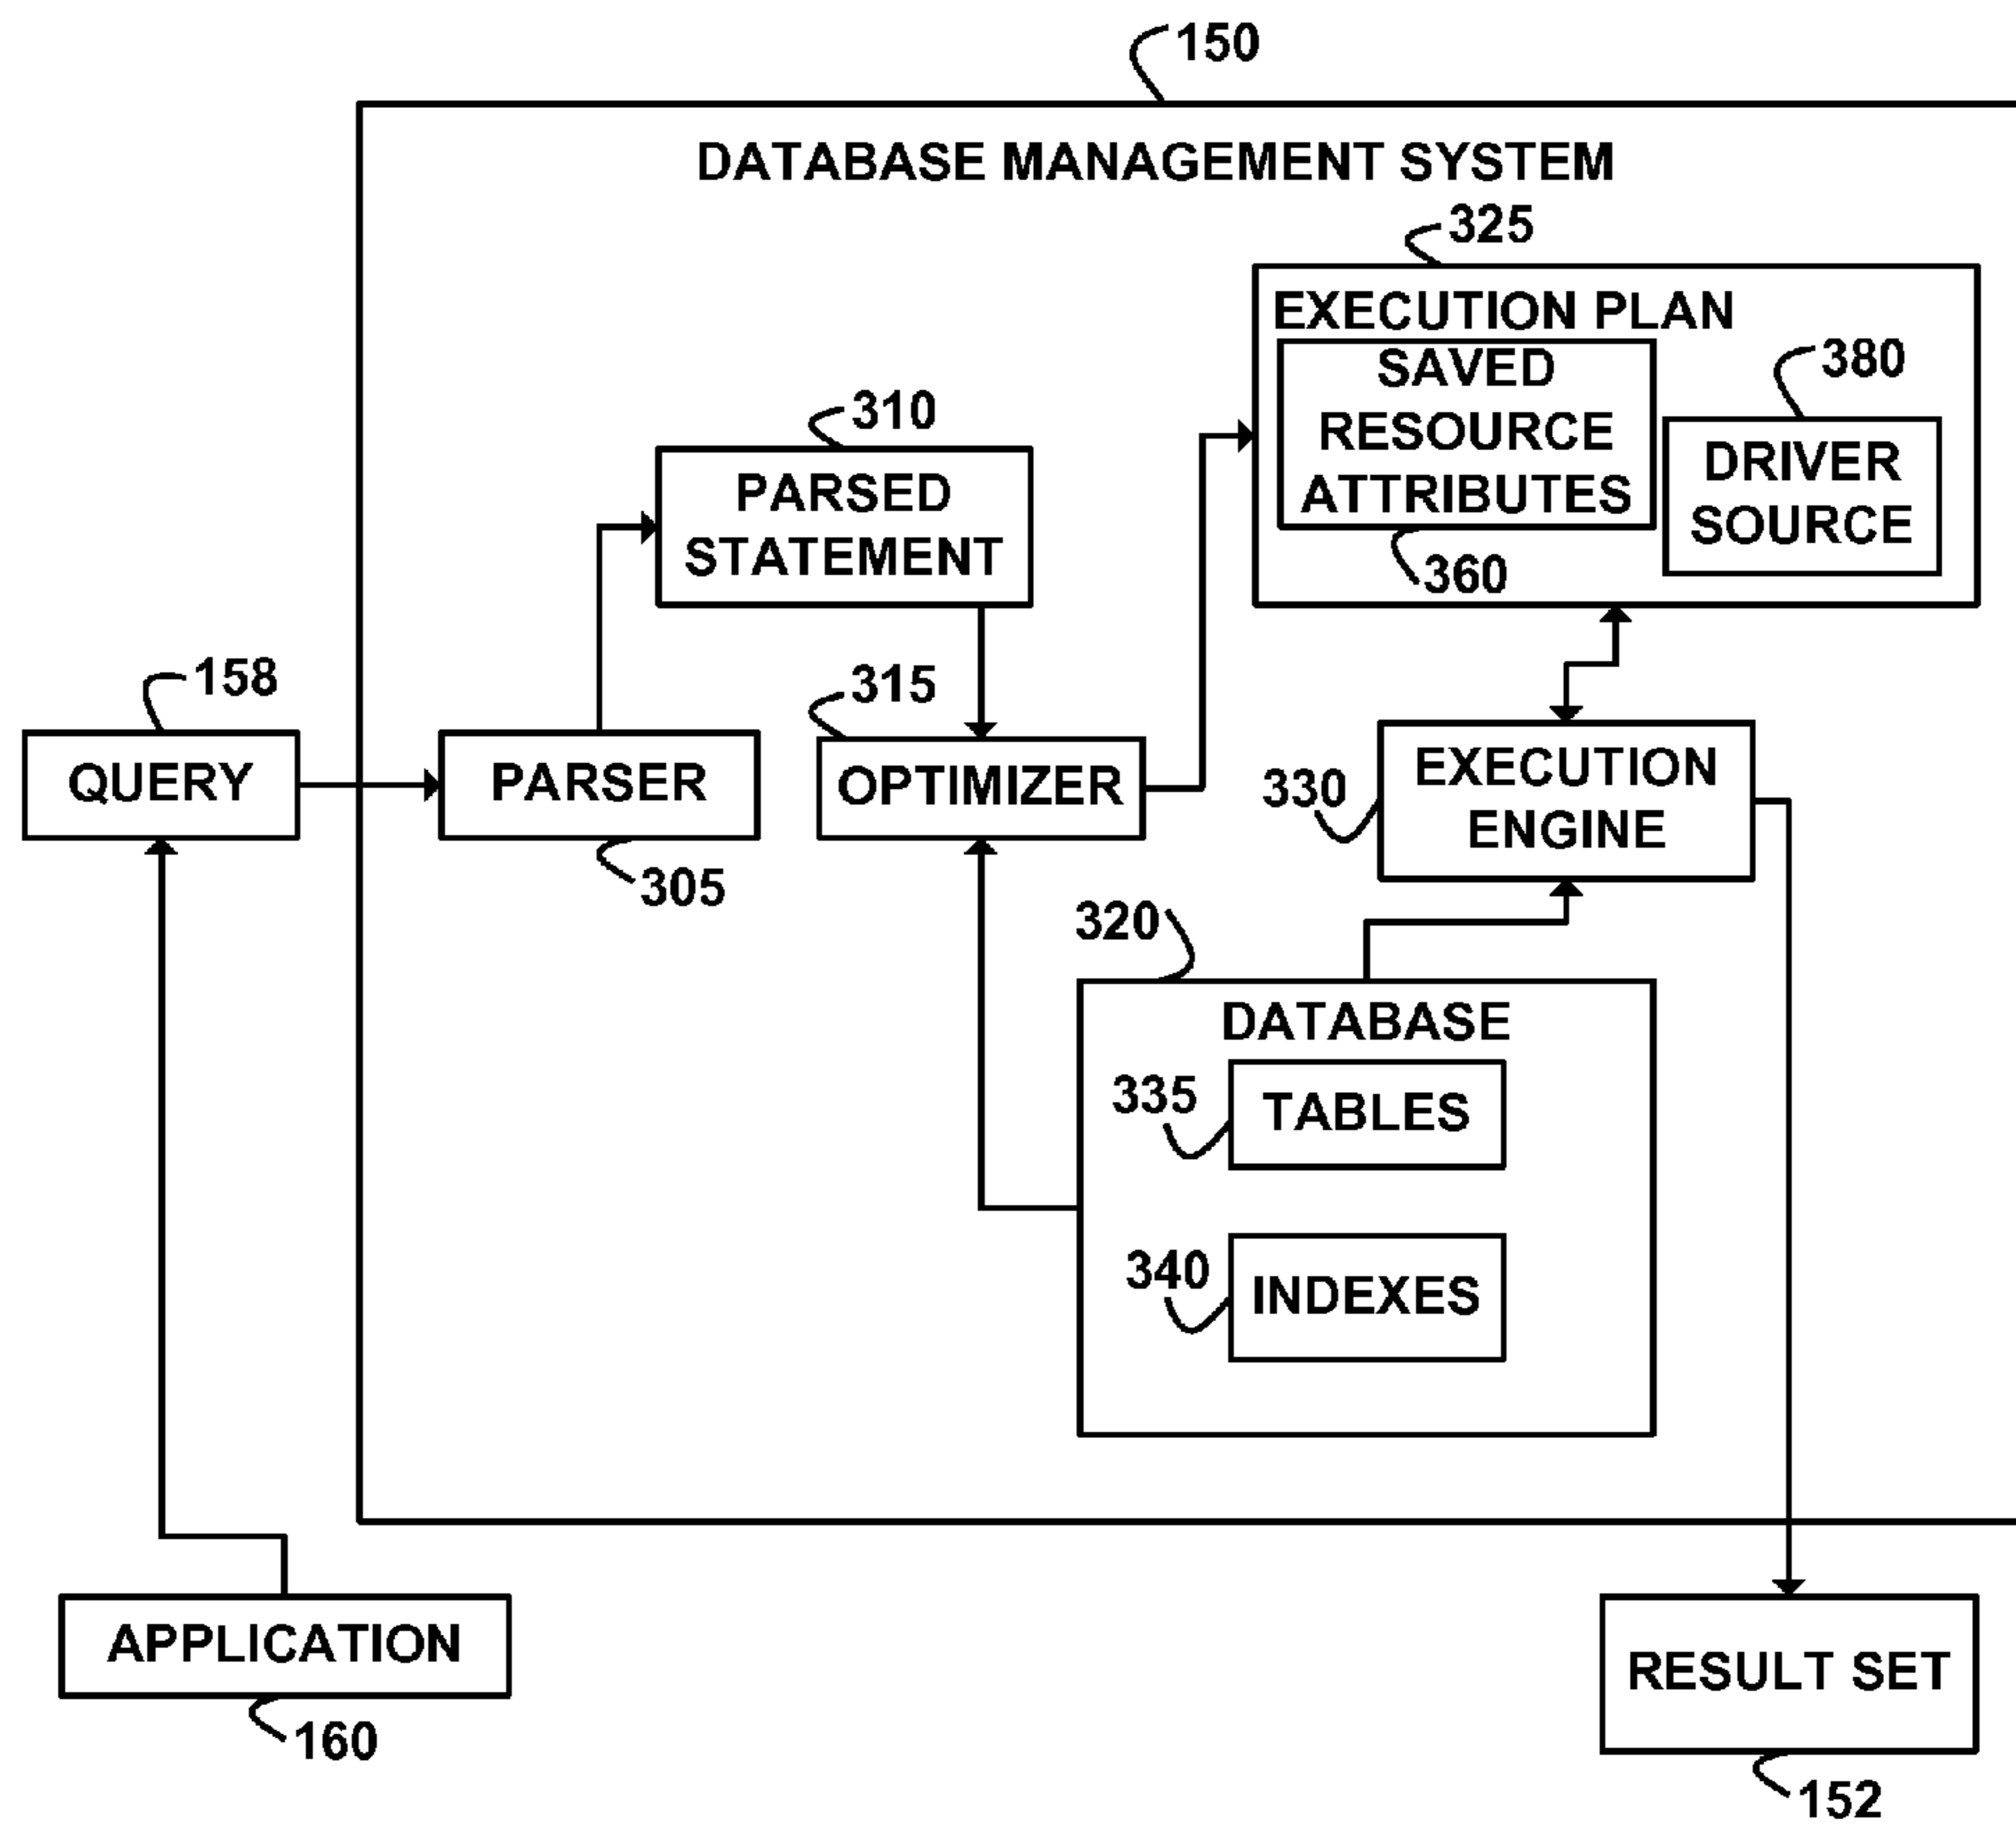 150
DATABASE MANAGEMENT SYSTEM
325
EXECUTION PLAN
SAVED
RESOURCE
ATTRIBUTES
360
380
DRIVER
SOURCE
310
PARSED
STATEMENT
158
QUERY
PARSER
305
315
OPTIMIZER
330
EXECUTION
ENGINE
320
DATABASE
335
TABLES
340
INDEXES
APPLICATION
160
RESULT SET
152